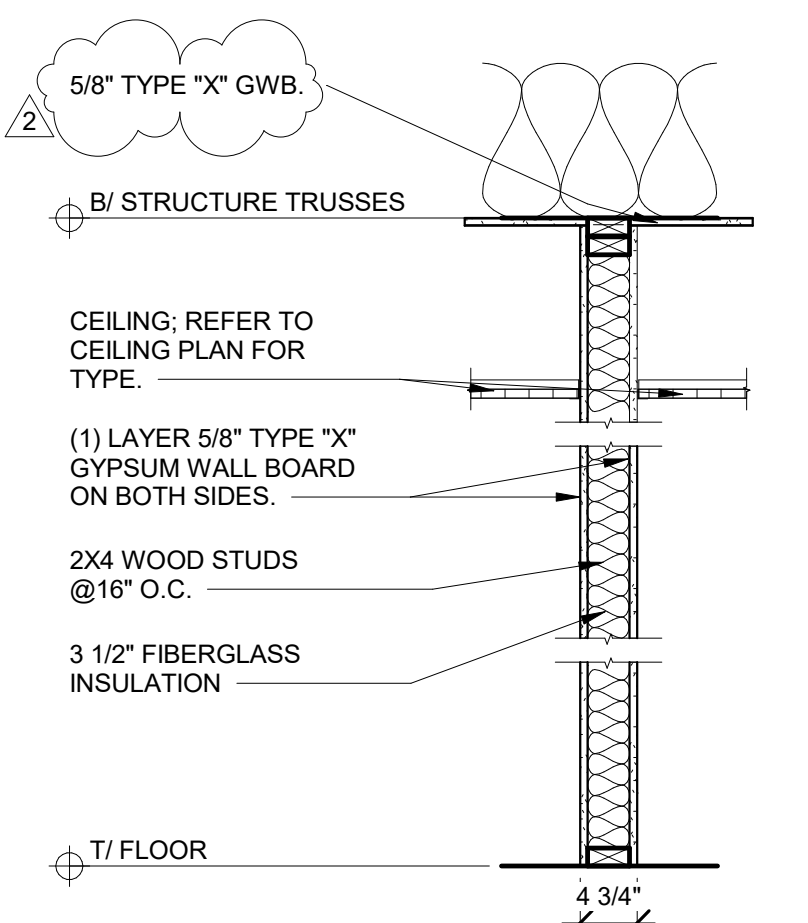 5/8" TYPE "X" GWB.
2
B/ STRUCTURE TRUSSES
CEILING; REFER TO
CEILING PLAN FOR
TYPE.
(1) LAYER 5/8" TYPE "X"
GYPSUM WALL BOARD
ON BOTH SIDES.
2X4 WOOD STUDS
@16" O.C.
3 1/2" FIBERGLASS
INSULATION
T/ FLOOR
4 3/4"